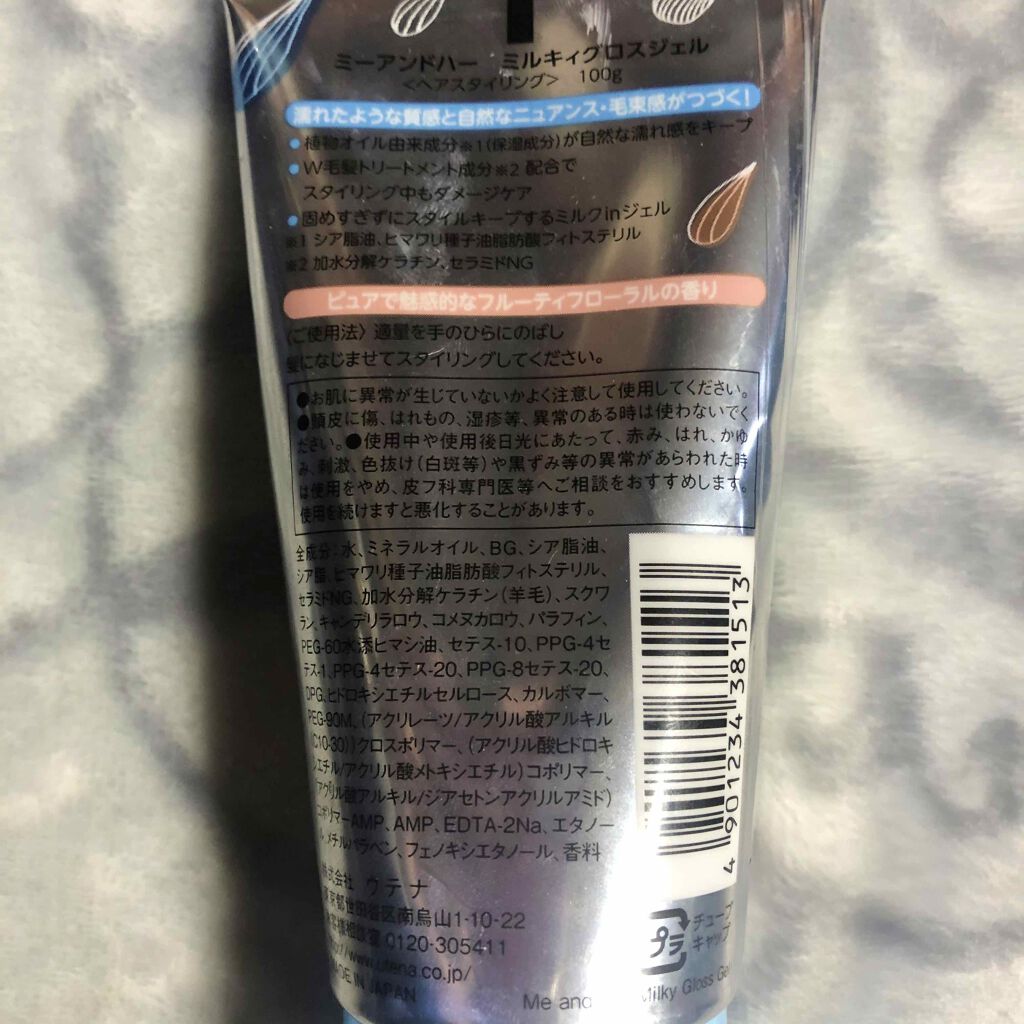 ミーアンドハー ミルキィグロスジェル
〈ヘアスタイリング〉 100g
濡れたような質感と自然なニュアンス・毛束感がつづく!
● 植物オイル由来成分※1(保湿成分)が自然な濡れ感をキープ
● W毛髪トリートメント成分※2 配合で
スタイリング中もダメージケア
● 固めすぎずにスタイルキープするミルクinジェル
※1 シア脂油、ヒマワリ種子油脂肪酸フィトステリル
※2 加水分解ケラチン、セラミドNG
ピュアで魅惑的なフルーティフローラルの香り
〈ご使用法〉 適量を手のひらにのばし
髪になじませてスタイリングしてください。
●お肌に異常が生じていないかよく注意して使用してください。
●頭皮に傷、はれもの、湿疹等、異常のある時は使わないでく
ださい。●使用中や使用後日光にあたって、赤み、はれ、かゆ
み、刺激、色抜け(白斑等)や黒ずみ等の異常があらわれた時
は使用をやめ、皮フ科専門医等へご相談をおすすめします。
使用を続けますと悪化することがあります。
全成分:水、ミネラルオイル、BG、シア脂油、
シア脂、ヒマワリ種子油脂肪酸フィトステリル、
セラミドNG、加水分解ケラチン(羊毛)、スクワ
ラン、キャンデリラロウ、コメヌカロウ、パラフィン、
PEG-60水添ヒマシ油、セテス-10、PPG-4セ
テス-1、PPG-4セテス-20、PPG-8セテス-20、
DPG、ヒドロキシエチルセルロース、カルボマー、
PEG-90M、(アクリレーツ/アクリル酸アルキル
(C10-30))クロスポリマー、(アクリル酸ヒドロキ
シエチル/アクリル酸メトキシエチル)コポリマー、
(アクリル酸アルキル/ジアセトンアクリルアミド)
コポリマーAMP、AMP、EDTA-2Na、エタノー
ル、メチルパラベン、フェノキシエタノール、香料
株式会社 ウテナ
東京都世田谷区南烏山1-10-22
お客様相談室 0120-305411
http://www.utena.co.jp/
MADE IN JAPAN
4 901234 381513
プラ
チューブ
キャップ
Me and
Milky Gloss Ge